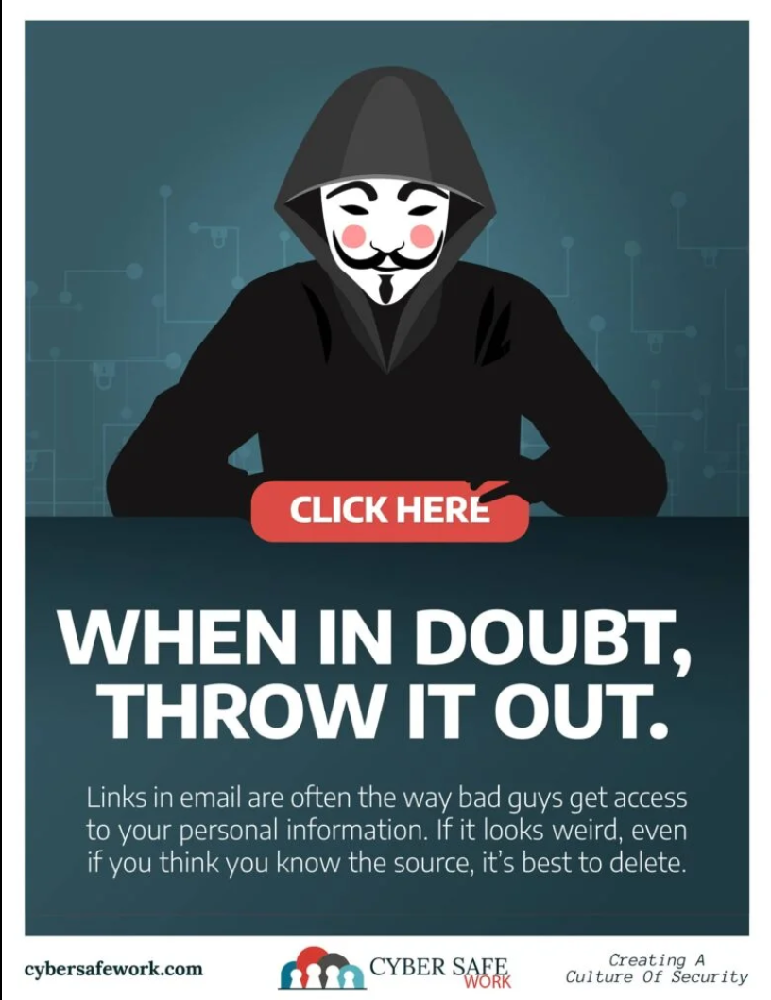 CLICK HERE
WHEN IN DOUBT,
THROW IT OUT.
Links in email are often the way bad guys get access
to your personal information. If it looks weird, even
if you think you know the source, it's best to delete.
cybersafework.com
CYBER SAFE
WORK
Creating A
Culture Of Security